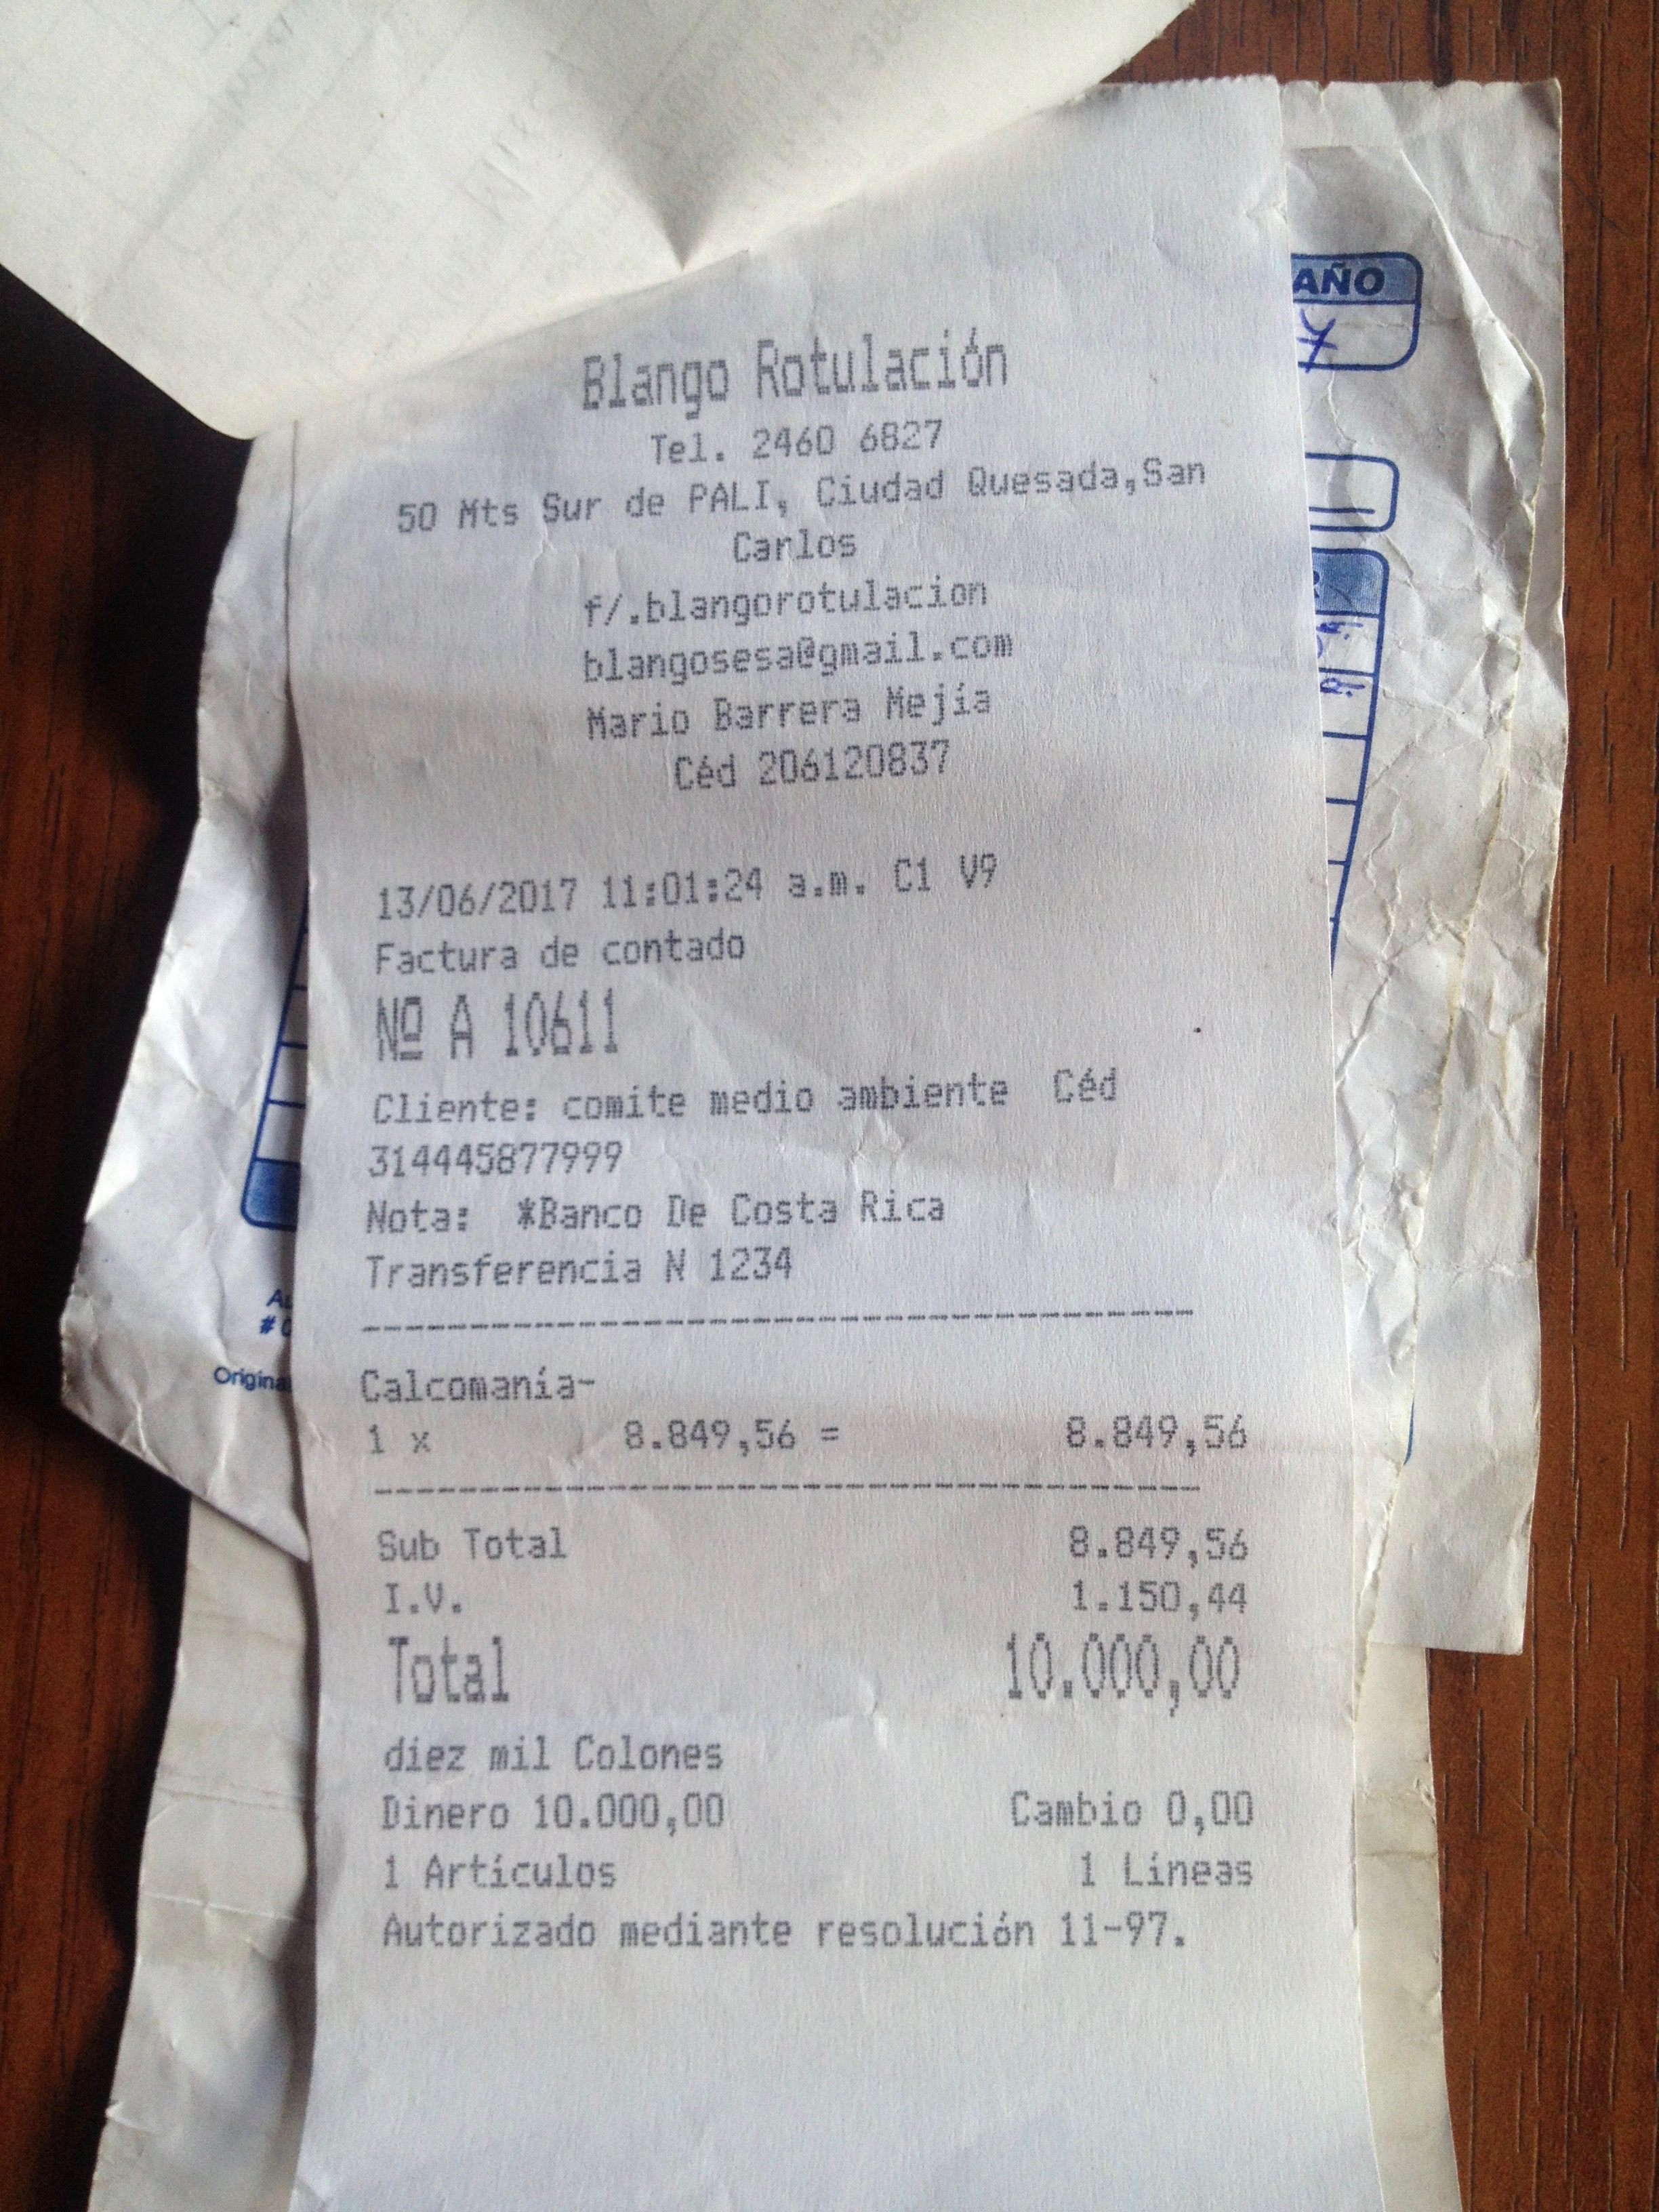 Blango Rotulación
Tel. 2460 6827
50 Mts Sur de PALI, Ciudad Quesada,San
Carlos
f/.blangorotulacion
blangosesa@gmail.com
Mario Barrera Mejía
Céd 206120837
13/06/2017 11:01:24 a.m. C1 V9
Factura de contado
Nº A 10611
Cliente: comite medio ambiente Céd
314445877999
Nota: *Banco De Costa Rica
Transferencia N 1234
Calcomanía-
1 x 8.849,56 = 8.849,56
Sub Total 8.849,56
I.V. 1.150,44
Total 10.000,00
diez mil Colones
Dinero 10.000,00 Cambio 0,00
1 Artículos 1 Líneas
Autorizado mediante resolución 11-97.
AÑO
7